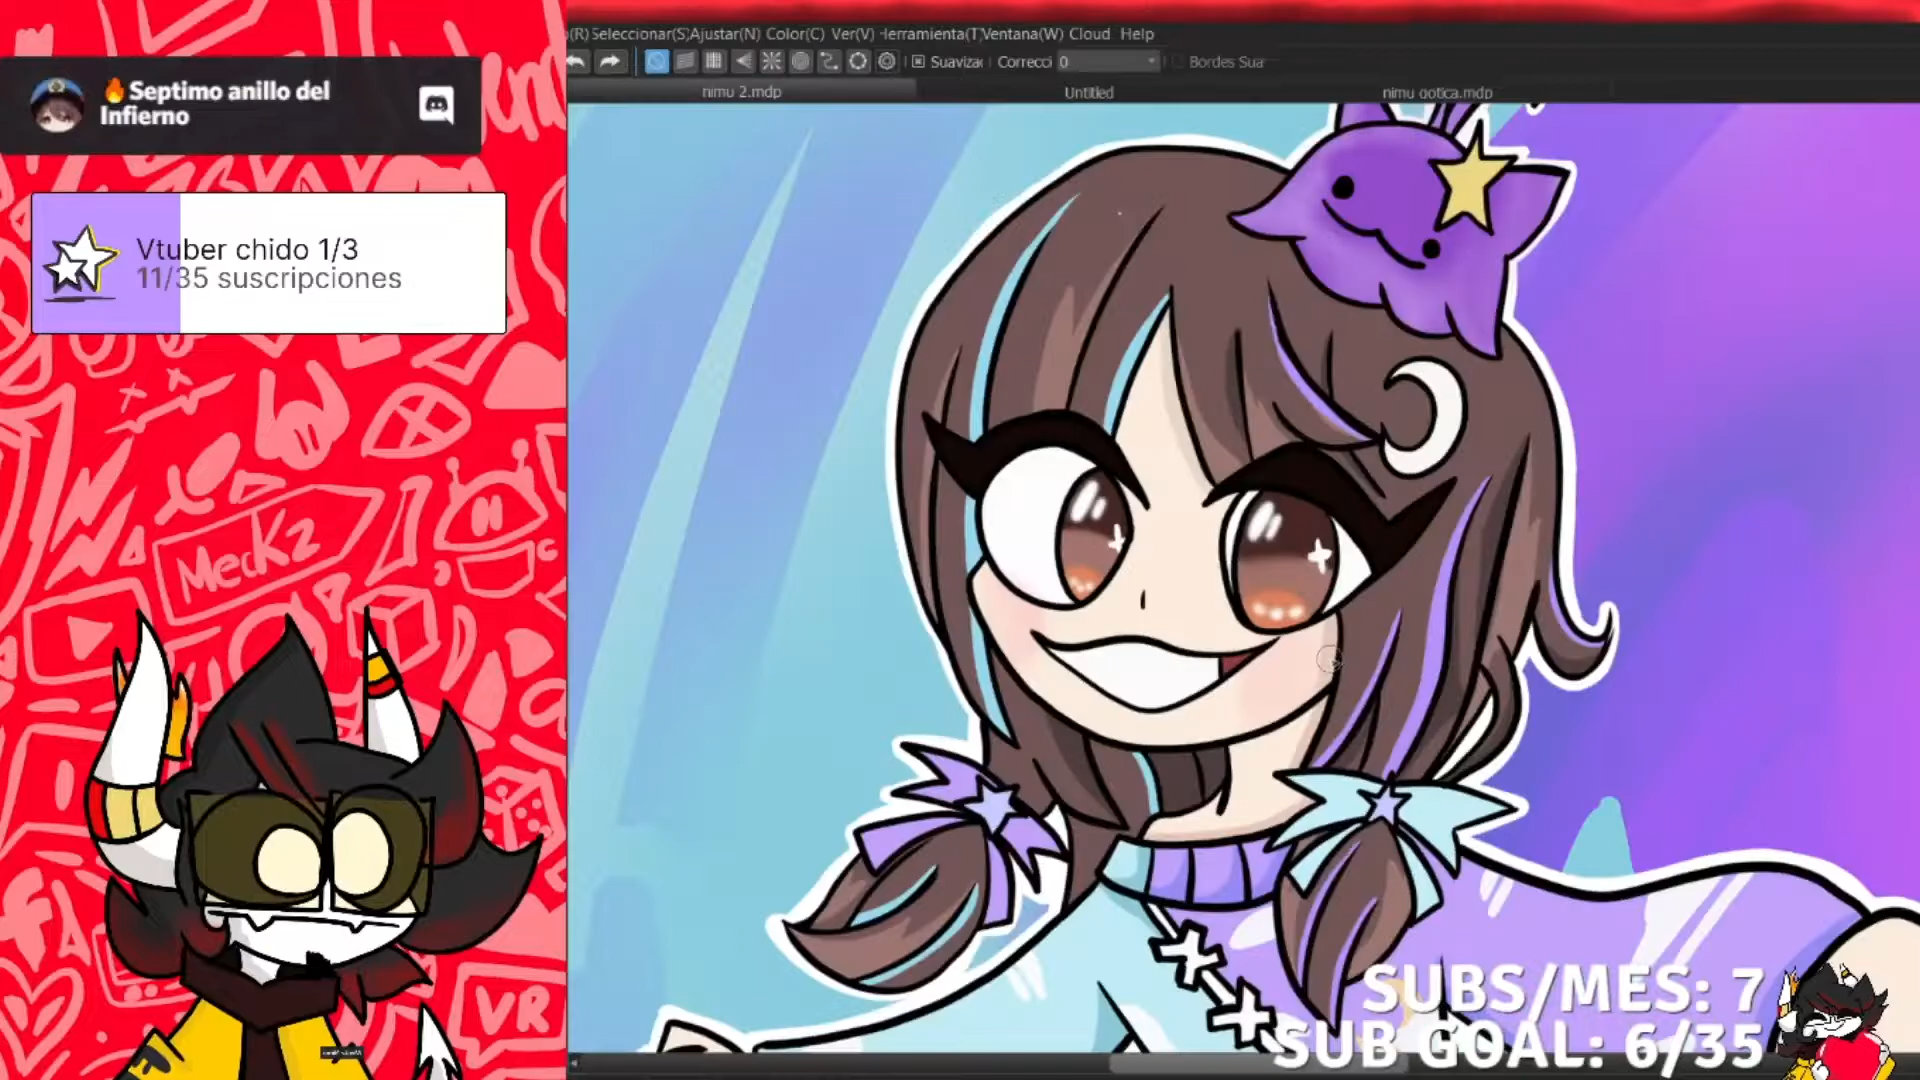 (R) Seleccionar(S) Ajustar(N) Color(C) Ver(V) Herramienta(T) Ventana(W) Cloud Help
Suavizac Correcci 0 Bordes Sua
nimu 2.mdp Untitled nimu gotica.mdp
🔥Septimo anillo del
Infierno
Vtuber chido 1/3
11/35 suscripciones
MecKz
VR
SUBS/MES: 7
SUB GOAL: 6/35